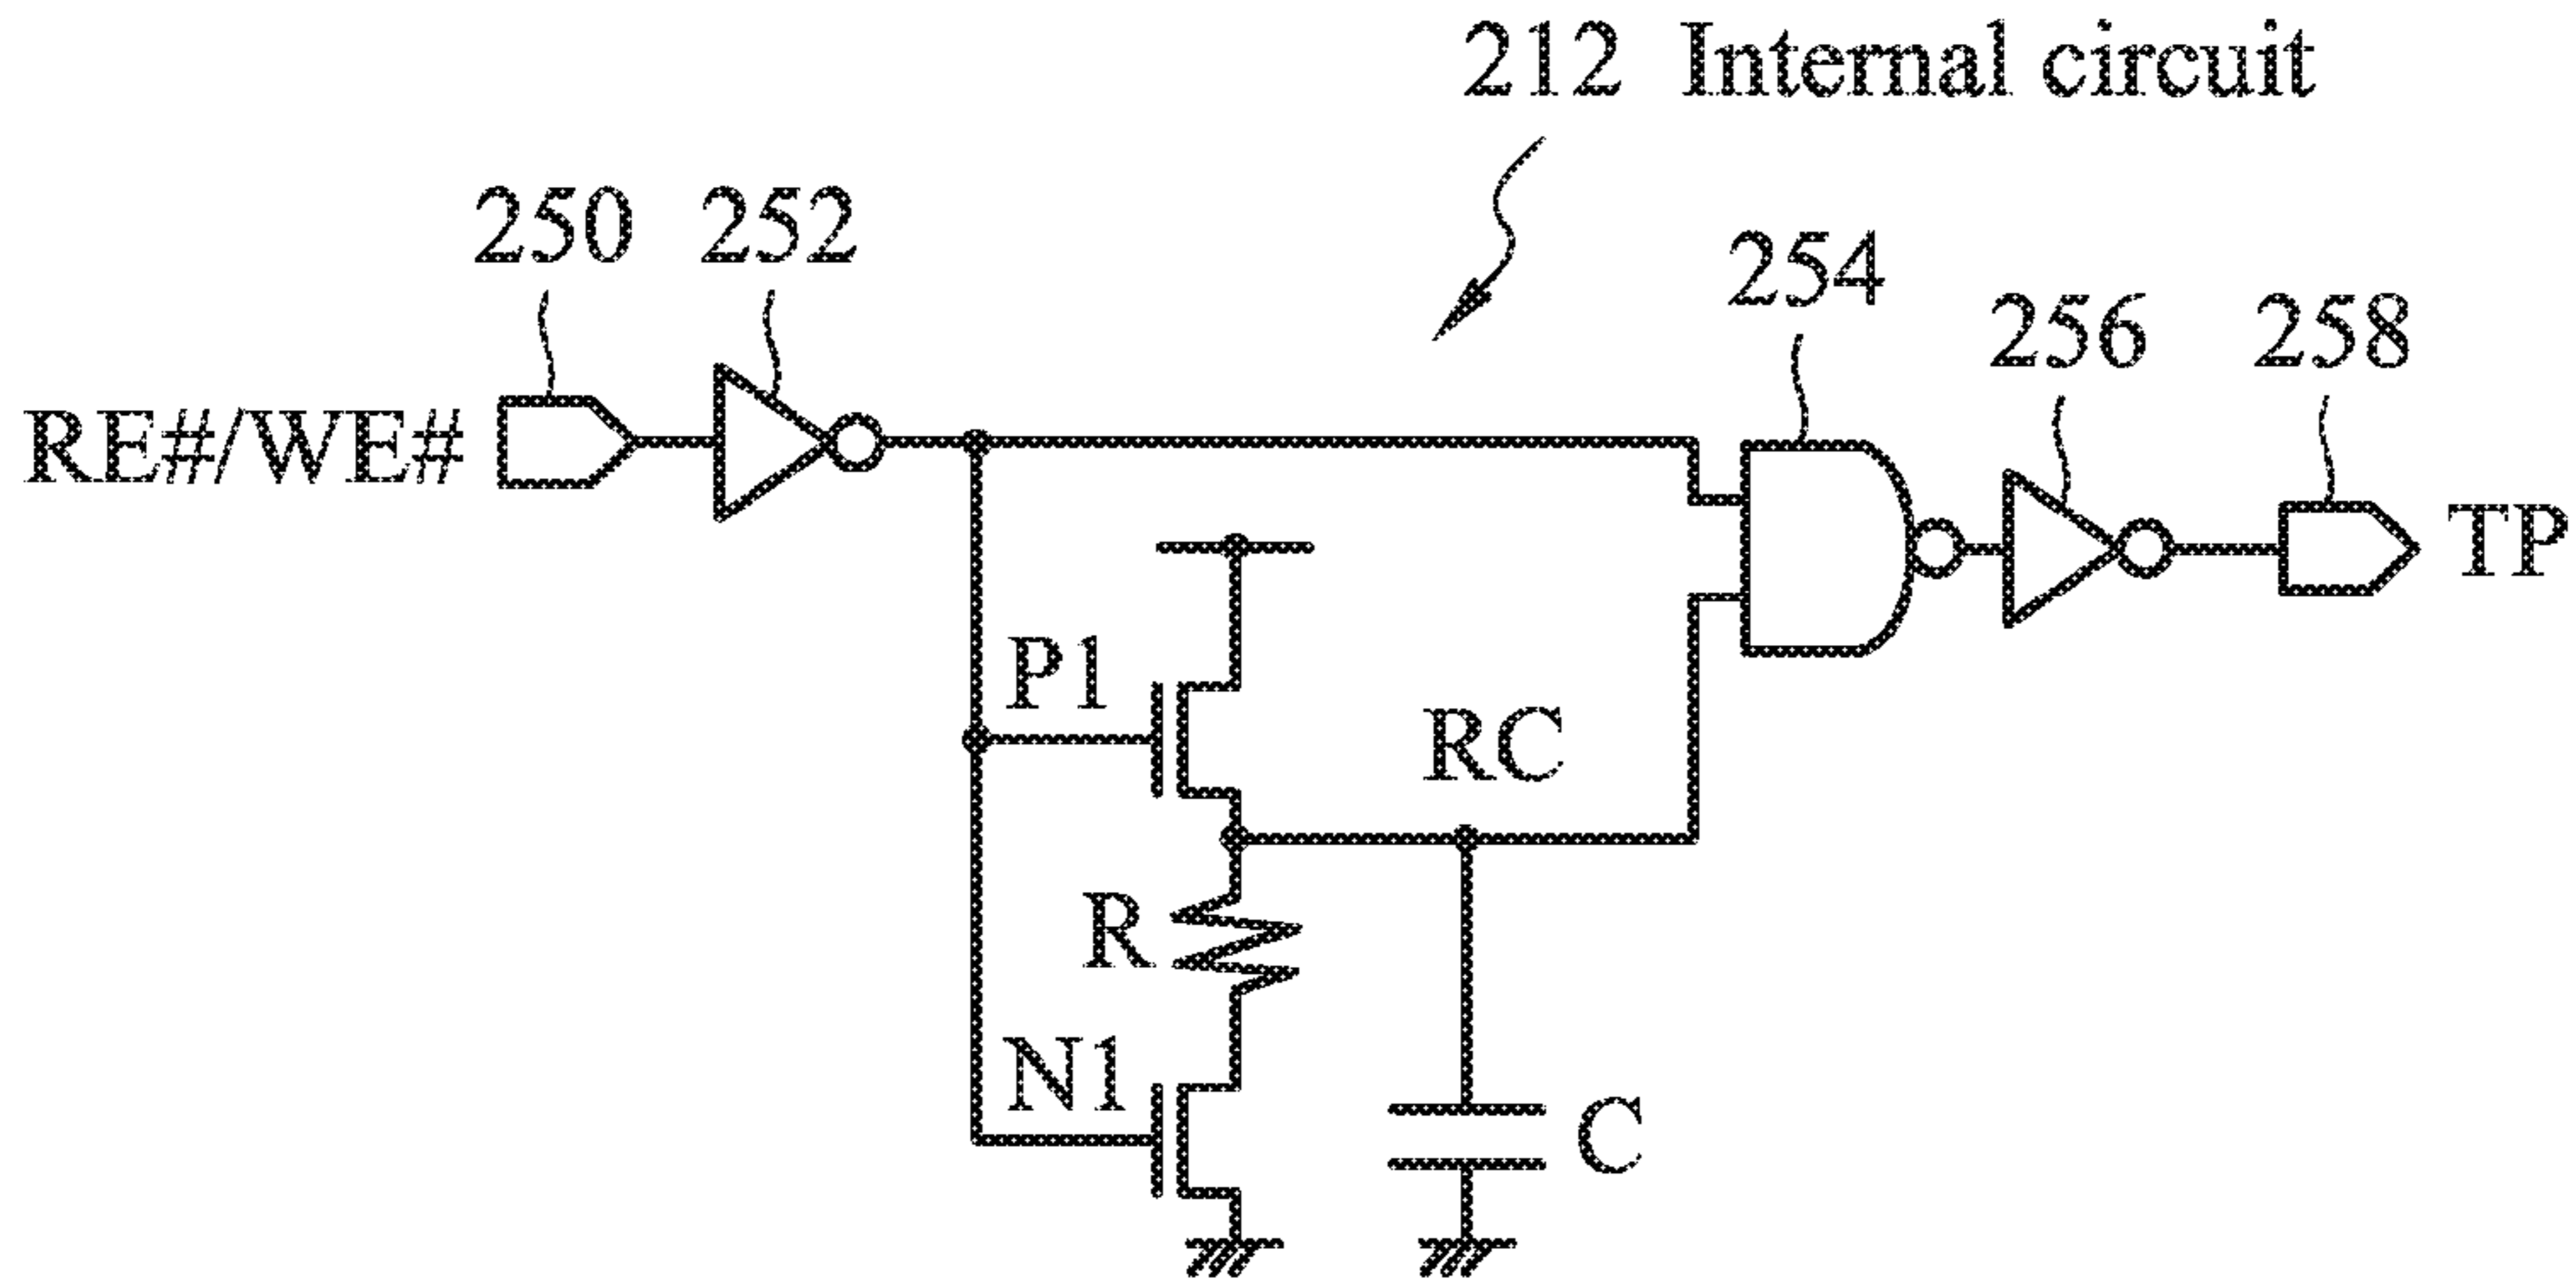 212 Internal circuit
250 252
254
256 258
RE#/WE#
TP
P1
RC
R
N1
C